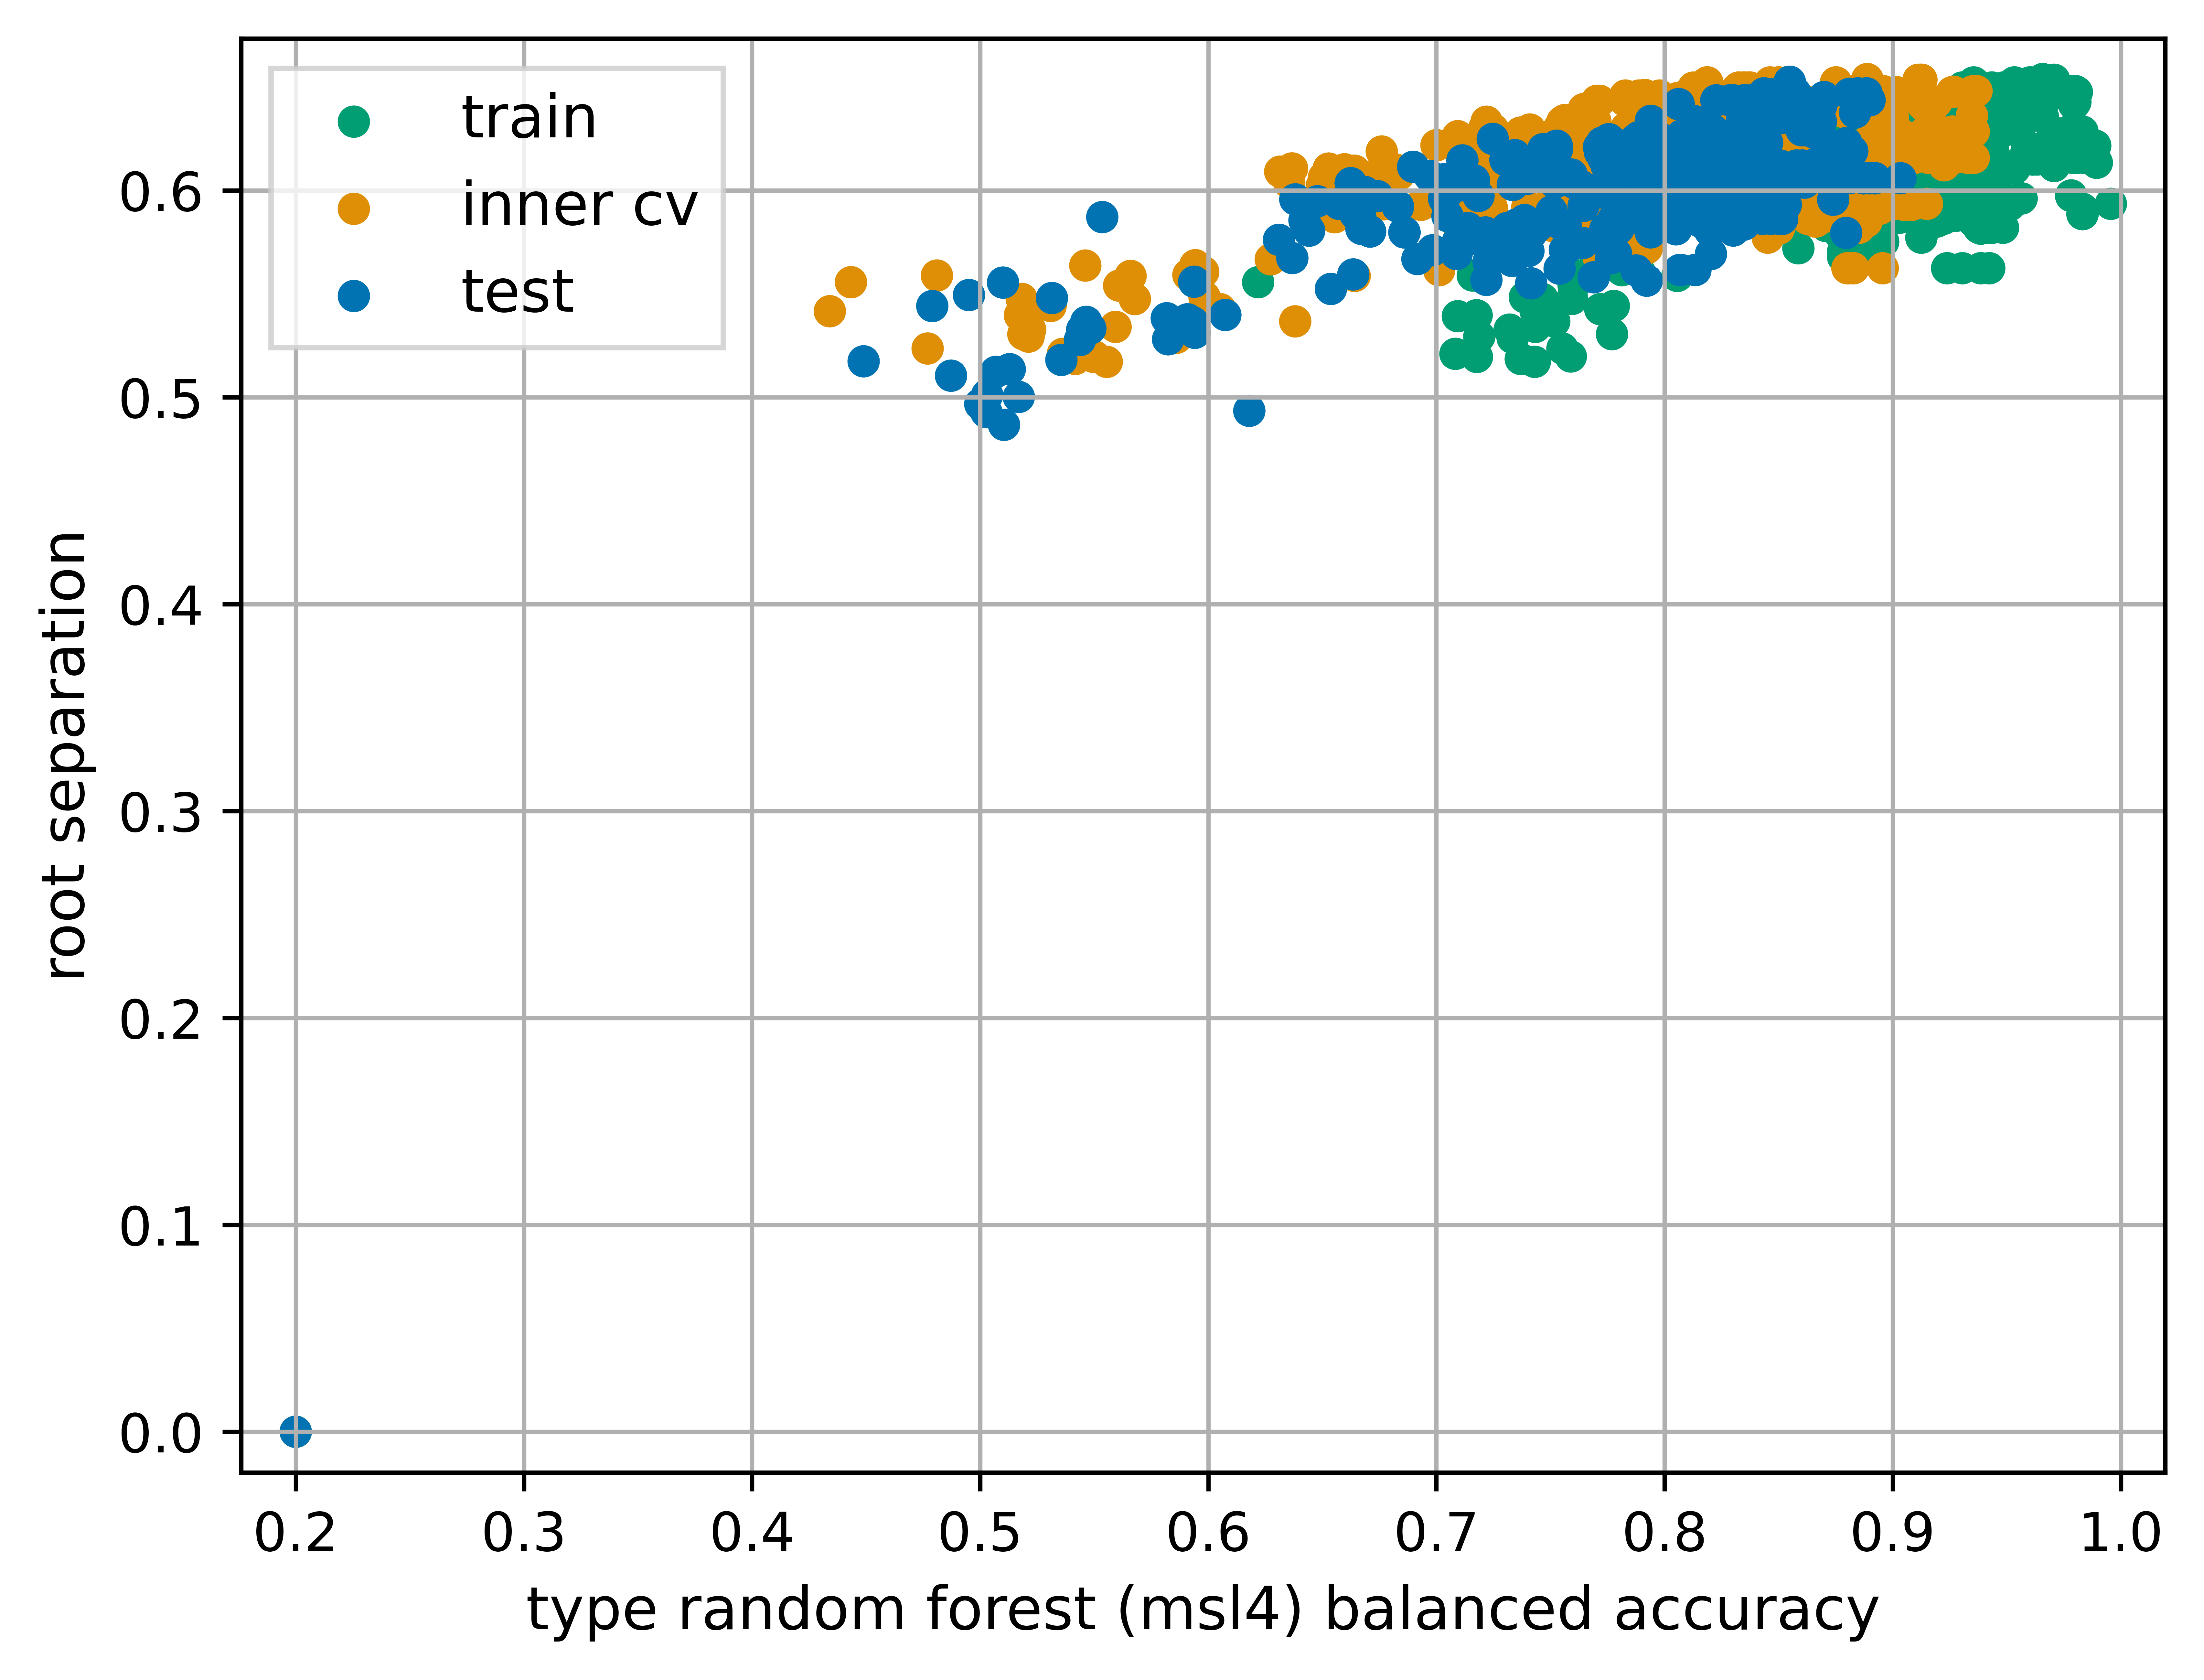 train
inner cv
test
0.6
0.5
0.4
0.3
0.2
0.1
0.0
root separation
0.2 0.3 0.4 0.5 0.6 0.7 0.8 0.9 1.0
type random forest (msl4) balanced accuracy